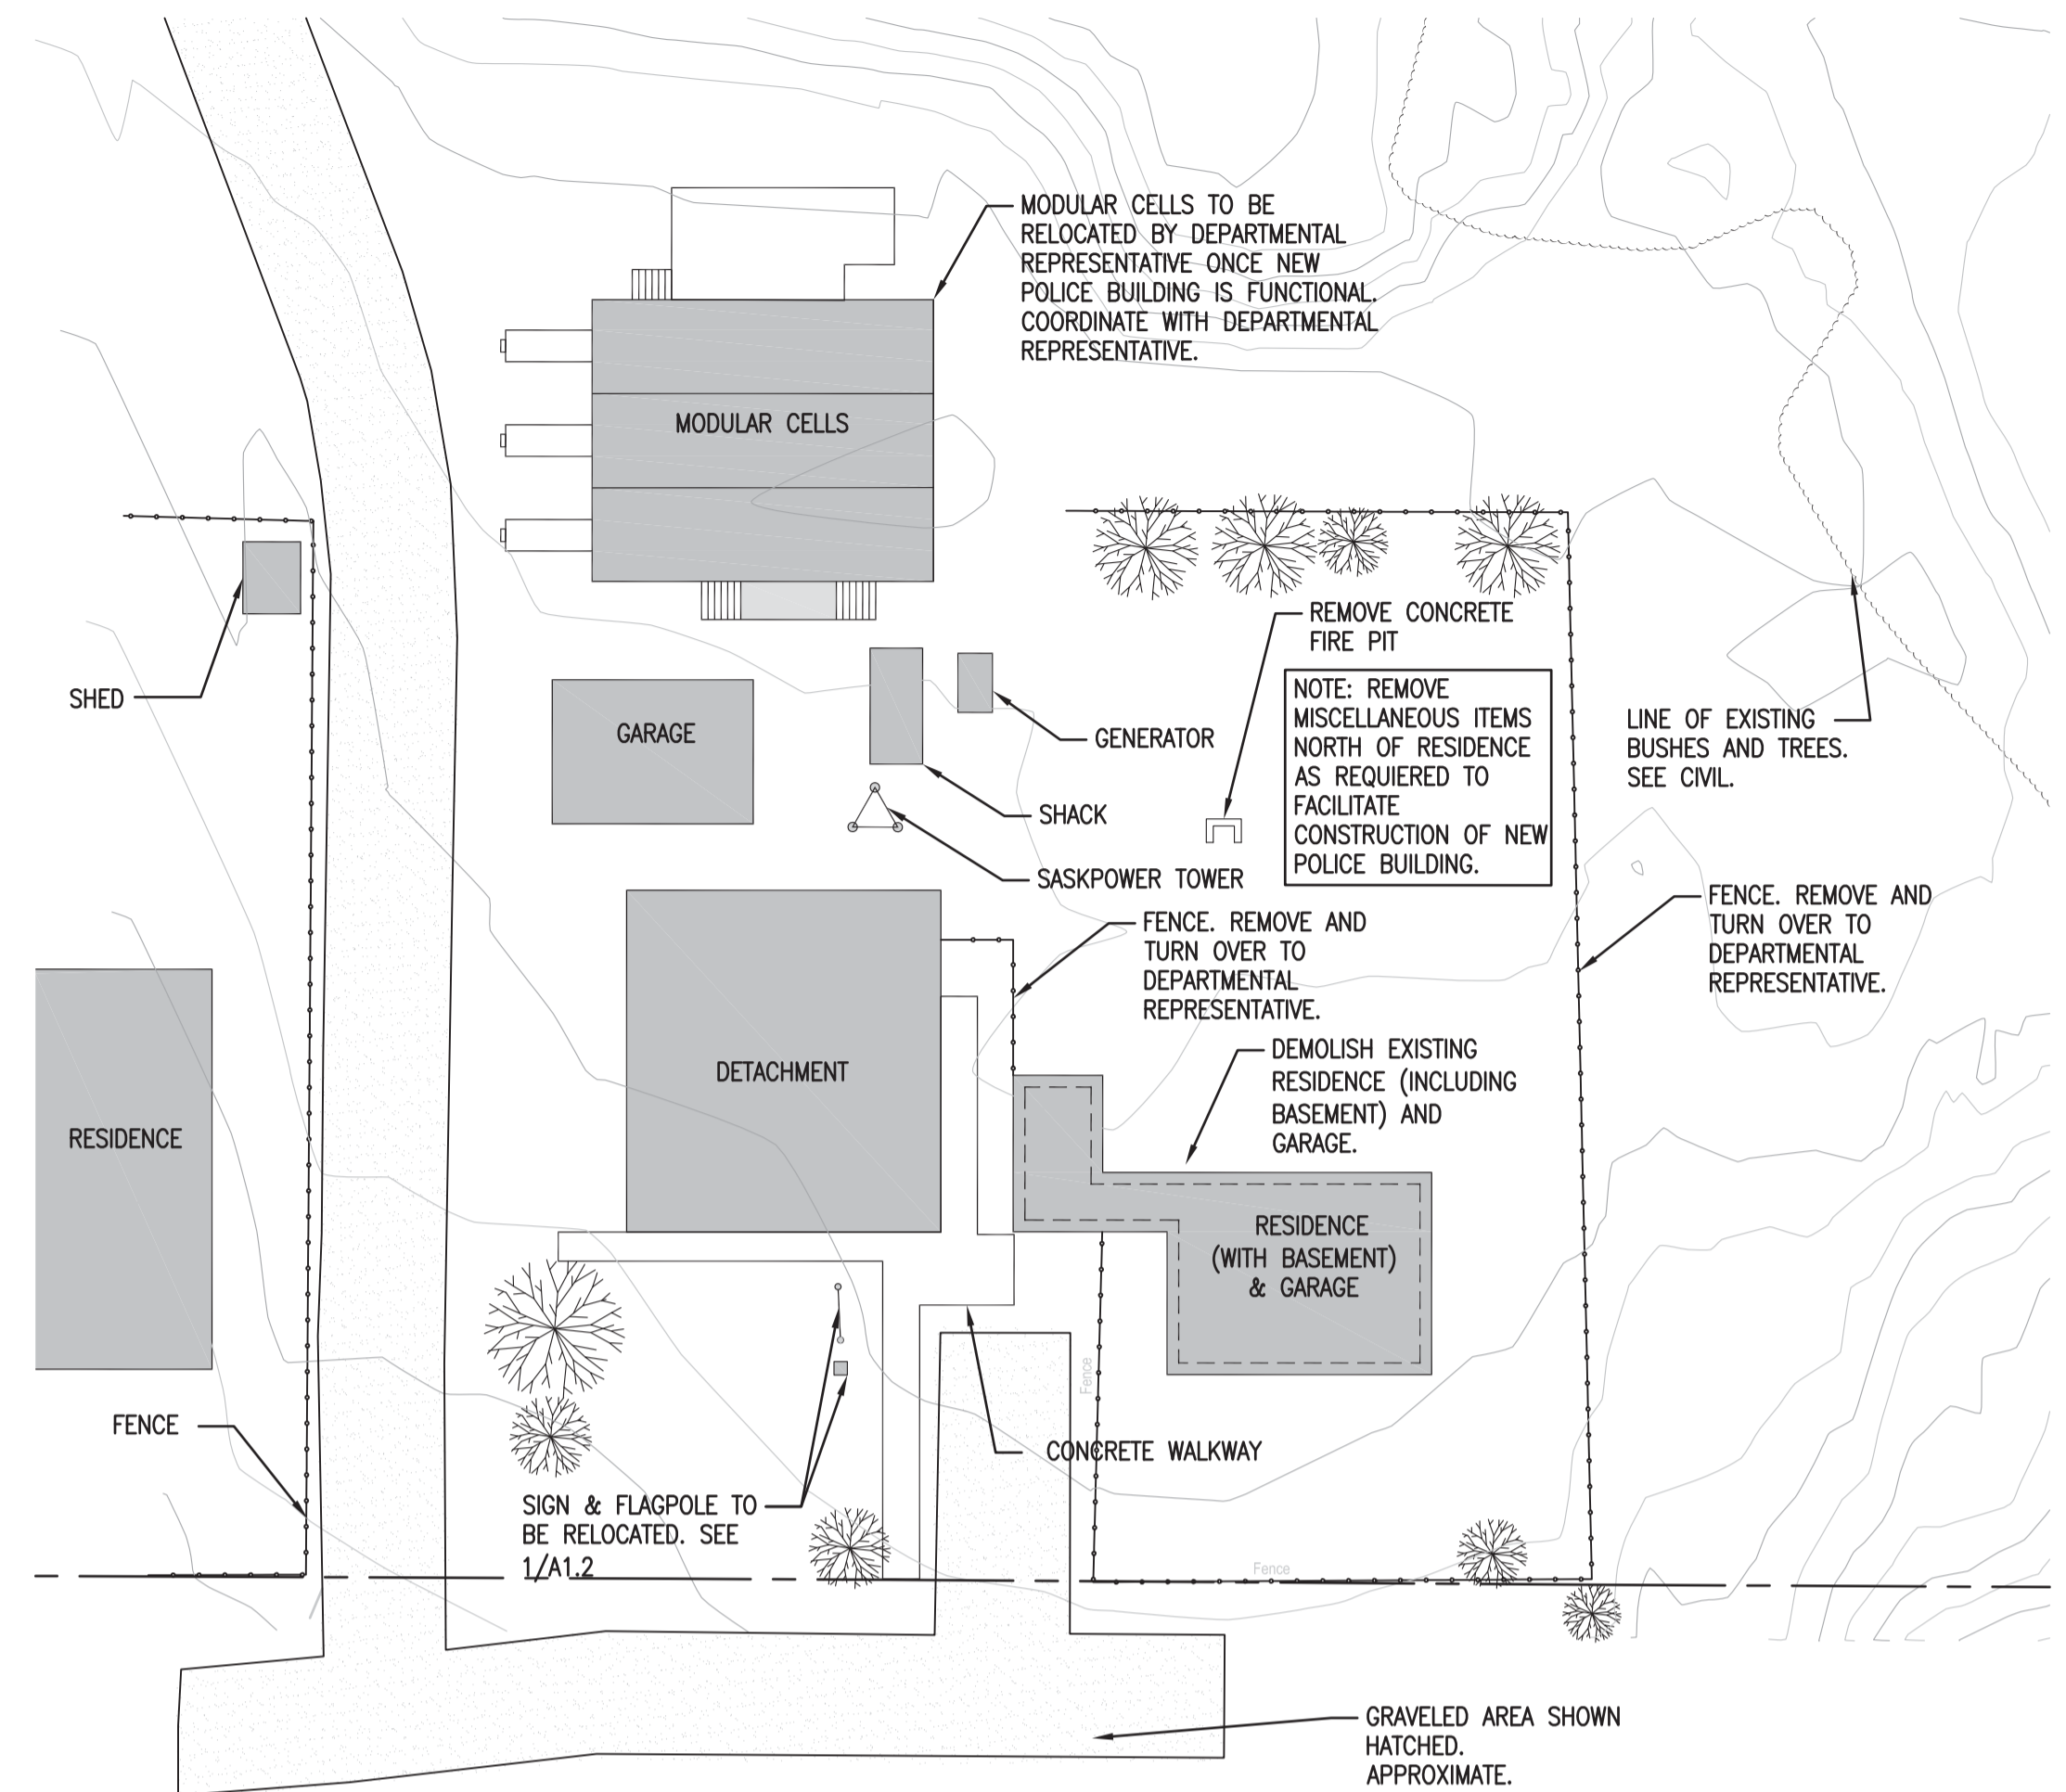 MODULAR CELLS TO BE
RELOCATED BY DEPARTMENTAL
REPRESENTATIVE ONCE NEW
POLICE BUILDING IS FUNCTIONAL.
COORDINATE WITH DEPARTMENTAL
REPRESENTATIVE.
MODULAR CELLS
REMOVE CONCRETE
FIRE PIT
SHED
GARAGE
GENERATOR
NOTE: REMOVE
MISCELLANEOUS ITEMS
NORTH OF RESIDENCE
AS REQUIERED TO
FACILITATE
CONSTRUCTION OF NEW
POLICE BUILDING.
LINE OF EXISTING
BUSHES AND TREES.
SEE CIVIL.
SHACK
SASKPOWER TOWER
FENCE. REMOVE AND
TURN OVER TO
DEPARTMENTAL
REPRESENTATIVE.
FENCE. REMOVE AND
TURN OVER TO
DEPARTMENTAL
REPRESENTATIVE.
DETACHMENT
DEMOLISH EXISTING
RESIDENCE (INCLUDING
BASEMENT) AND
GARAGE.
RESIDENCE
RESIDENCE
(WITH BASEMENT)
& GARAGE
Fence
FENCE
CONCRETE WALKWAY
SIGN & FLAGPOLE TO
BE RELOCATED. SEE
1/A1.2
Fence
GRAVELED AREA SHOWN
HATCHED.
APPROXIMATE.